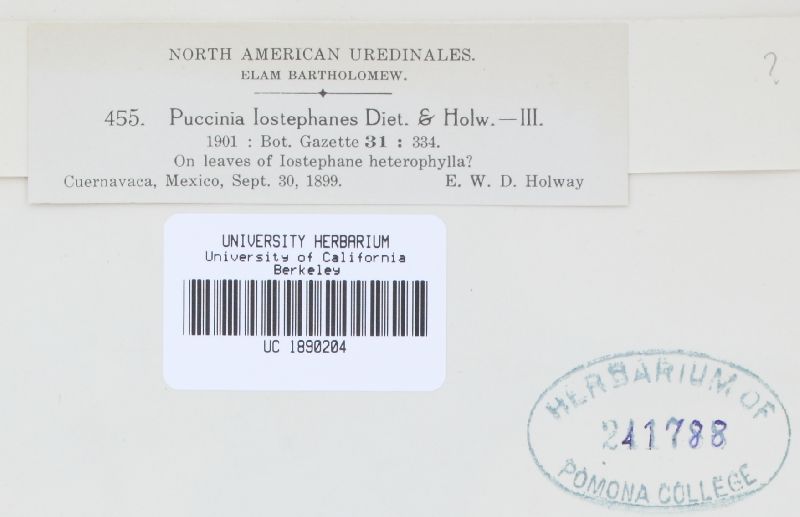 NORTH AMERICAN UREDINALES.
ELAM BARTHOLOMEW.
455. Puccinia Iostephanes Diet. & Holw.—III.
1901 : Bot. Gazette 31 : 334.
On leaves of Iostephane heterophylla?
Cuernavaca, Mexico, Sept. 30, 1899. E. W. D. Holway
?
UNIVERSITY HERBARIUM
University of California
Berkeley
UC 1890204
HERBARIUM OF
241788
POMONA COLLEGE